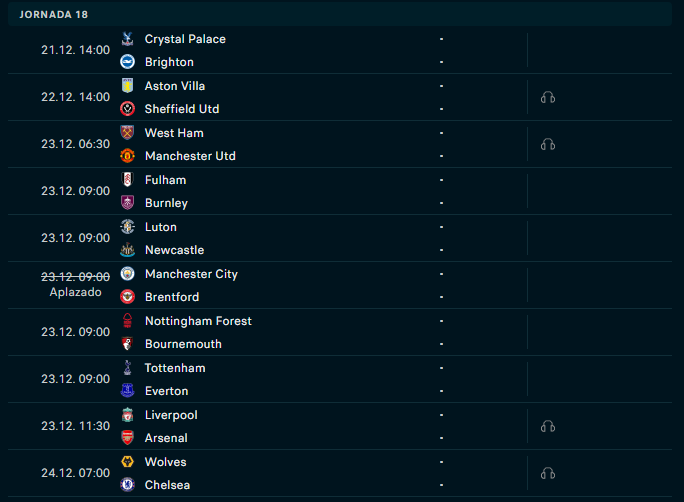 JORNADA 18
21.12. 14:00 Crystal Palace -
Brighton -
22.12. 14:00 Aston Villa -
Sheffield Utd -
23.12. 06:30 West Ham -
Manchester Utd -
23.12. 09:00 Fulham -
Burnley -
23.12. 09:00 Luton -
Newcastle -
23.12. 09:00 Manchester City -
Aplazado Brentford -
23.12. 09:00 Nottingham Forest -
Bournemouth -
23.12. 09:00 Tottenham -
Everton -
23.12. 11:30 Liverpool -
Arsenal -
24.12. 07:00 Wolves -
Chelsea -